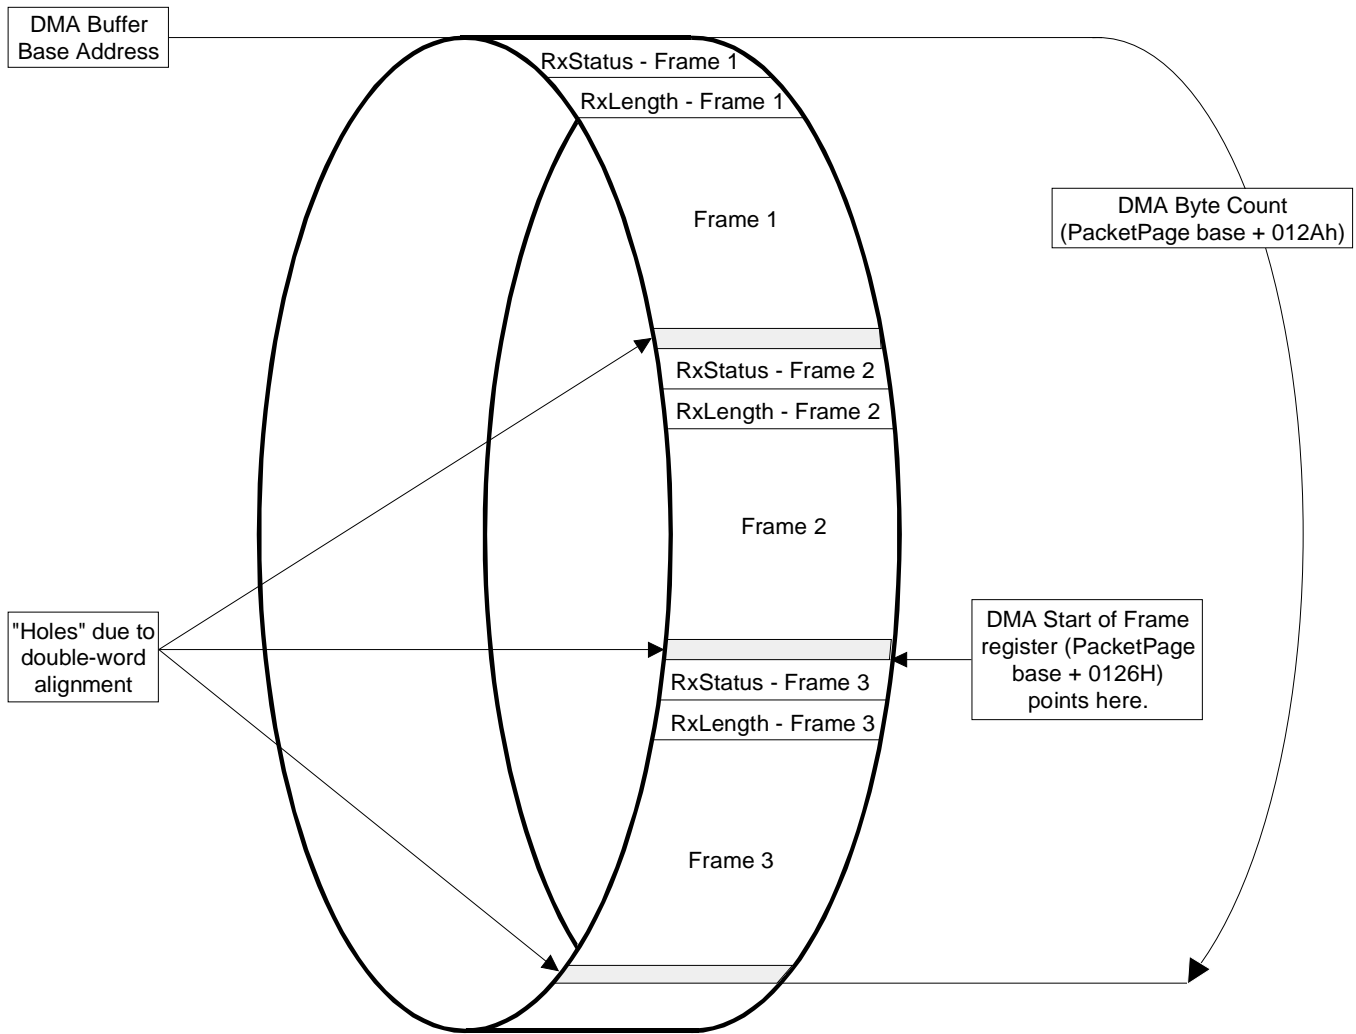 DMA Buffer
Base Address
RxStatus - Frame 1
RxLength - Frame 1
Frame 1
DMA Byte Count
(PacketPage base + 012Ah)
RxStatus - Frame 2
RxLength - Frame 2
Frame 2
"Holes" due to
double-word
alignment
DMA Start of Frame
register (PacketPage
base + 0126H)
points here.
RxStatus - Frame 3
RxLength - Frame 3
Frame 3